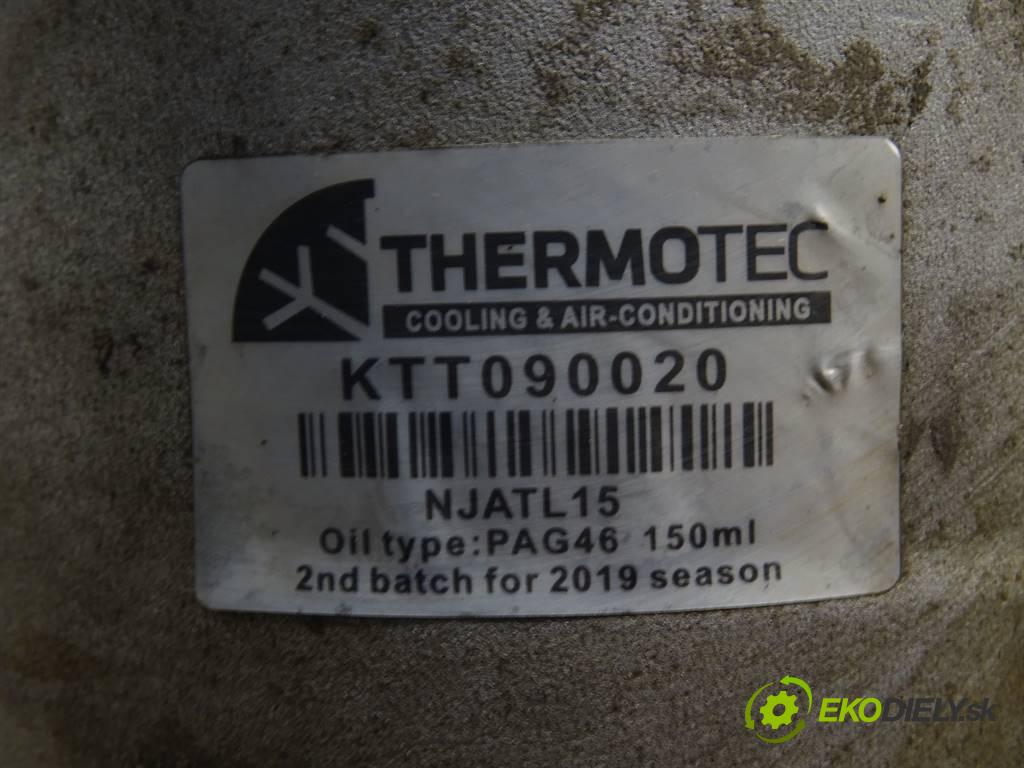 THERMOTEC
COOLING & AIR-CONDITIONING
KTT090020
NJATL15
Oil type:PAG46 150ml
2nd batch for 2019 season
EKODIELY.sk